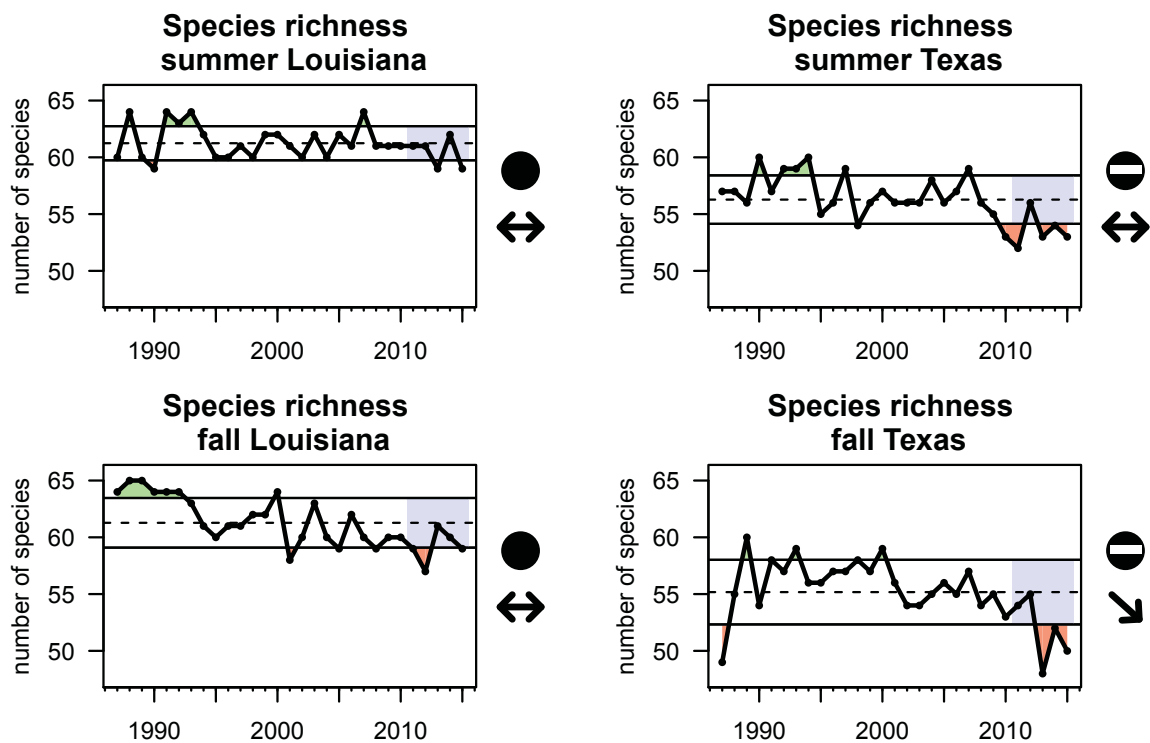 Species richness
summer Louisiana
number of species
65
60
55
50
1990
2000
2010
Species richness
summer Texas
number of species
65
60
55
50
1990
2000
2010
Species richness
fall Louisiana
number of species
65
60
55
50
1990
2000
2010
Species richness
fall Texas
number of species
65
60
55
50
1990
2000
2010